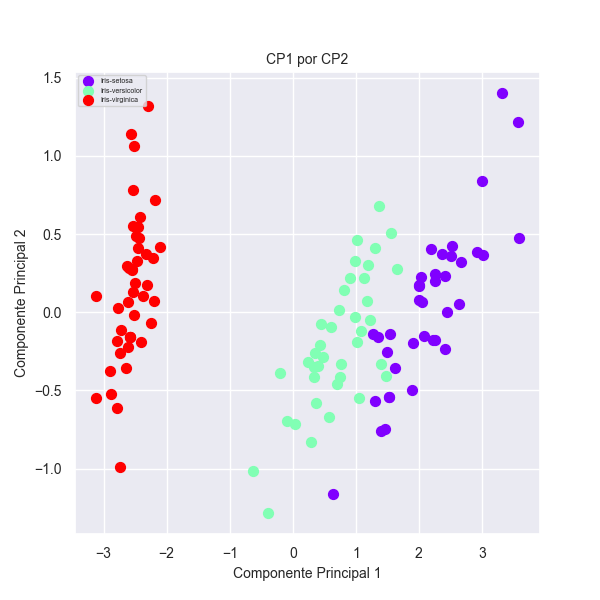 CP1 por CP2
Iris-setosa
Iris-versicolor
Iris-virginica
1.5
1.0
0.5
0.0
−0.5
−1.0
Componente Principal 2
−3
−2
−1
0
1
2
3
Componente Principal 1